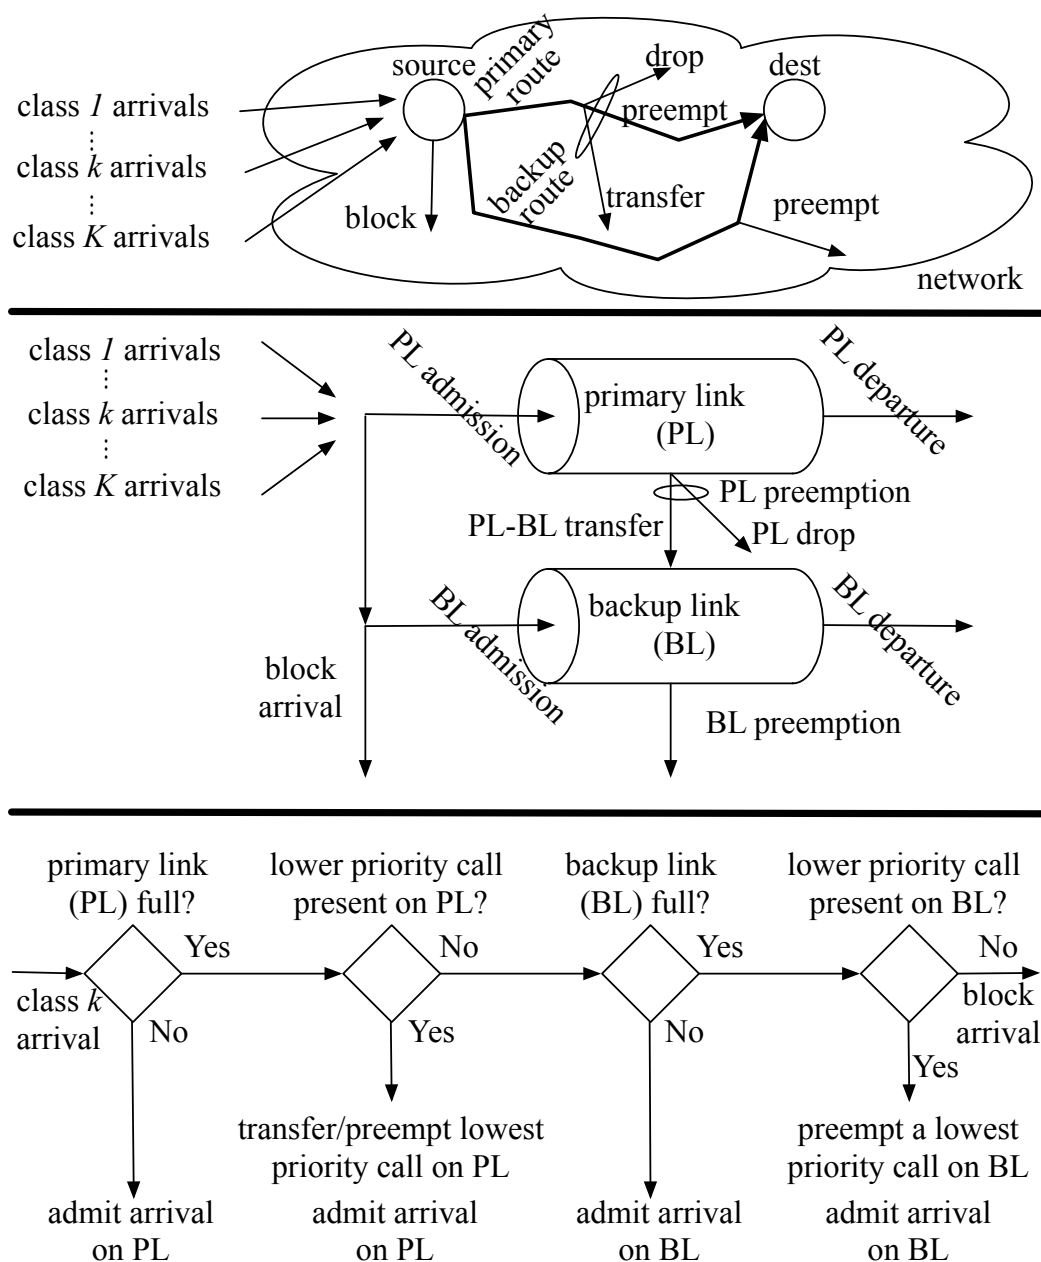 source
primary
route
drop
dest
class 1 arrivals
preempt
class k arrivals
backup
route
transfer
block
preempt
class K arrivals
network
class 1 arrivals
PL admission
PL departure
primary link
(PL)
class k arrivals
class K arrivals
PL preemption
PL-BL transfer
PL drop
BL admission
backup link
(BL)
BL departure
block
arrival
BL preemption
primary link
(PL) full?
lower priority call
present on PL?
backup link
(BL) full?
lower priority call
present on BL?
Yes
No
Yes
No
class k
arrival
block
arrival
No
Yes
No
Yes
transfer/preempt lowest
priority call on PL
preempt a lowest
priority call on BL
admit arrival
on PL
admit arrival
on PL
admit arrival
on BL
admit arrival
on BL